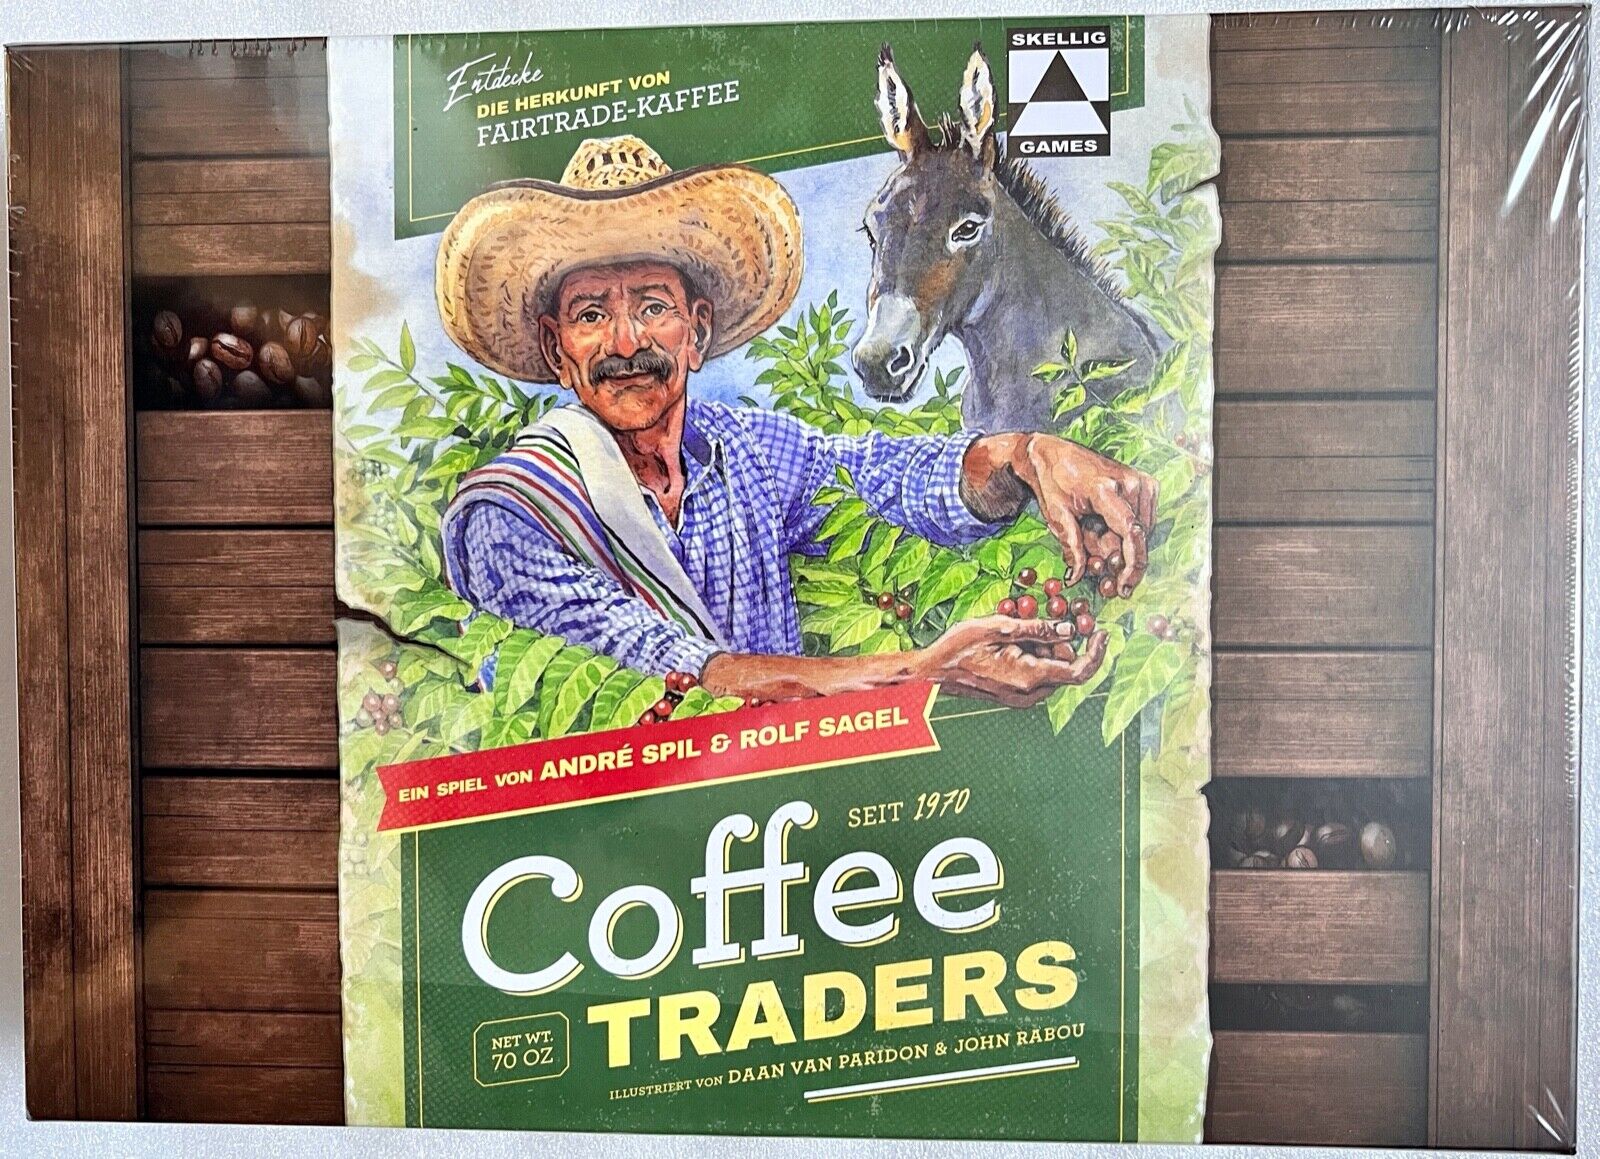 Entdecke
DIE HERKUNFT VON
FAIRTRADE-KAFFEE
SKELLIG
GAMES
EIN SPIEL VON ANDRÉ SPIL & ROLF SAGEL
SEIT 1970
Coffee
TRADERS
NET WT.
70 OZ
ILLUSTRIERT VON DAAN VAN PARIDON & JOHN RABOU